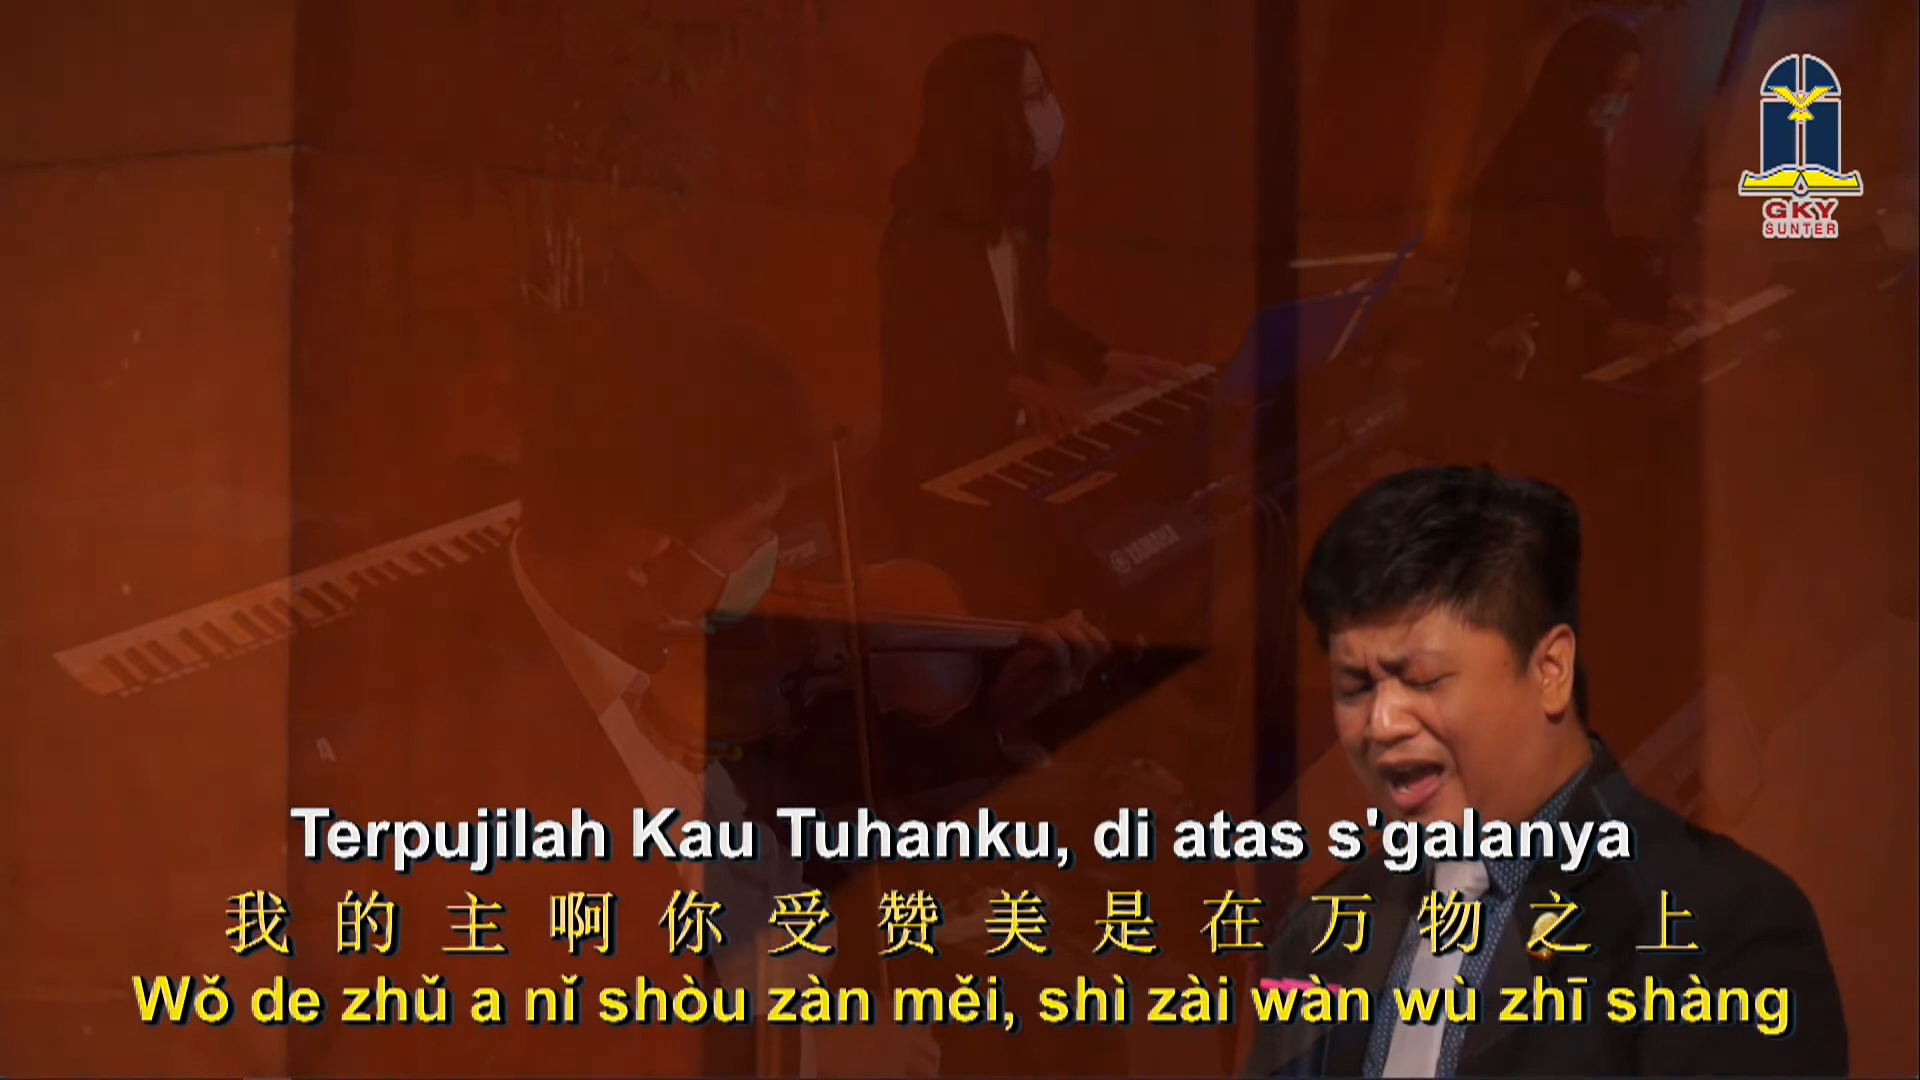 GKY
SUNTER
YAMAHA
Terpujilah Kau Tuhanku, di atas s'galanya
我的主啊你受赞美是在万物之上
Wǒ de zhǔ a nǐ shòu zàn měi, shì zài wàn wù zhī shàng